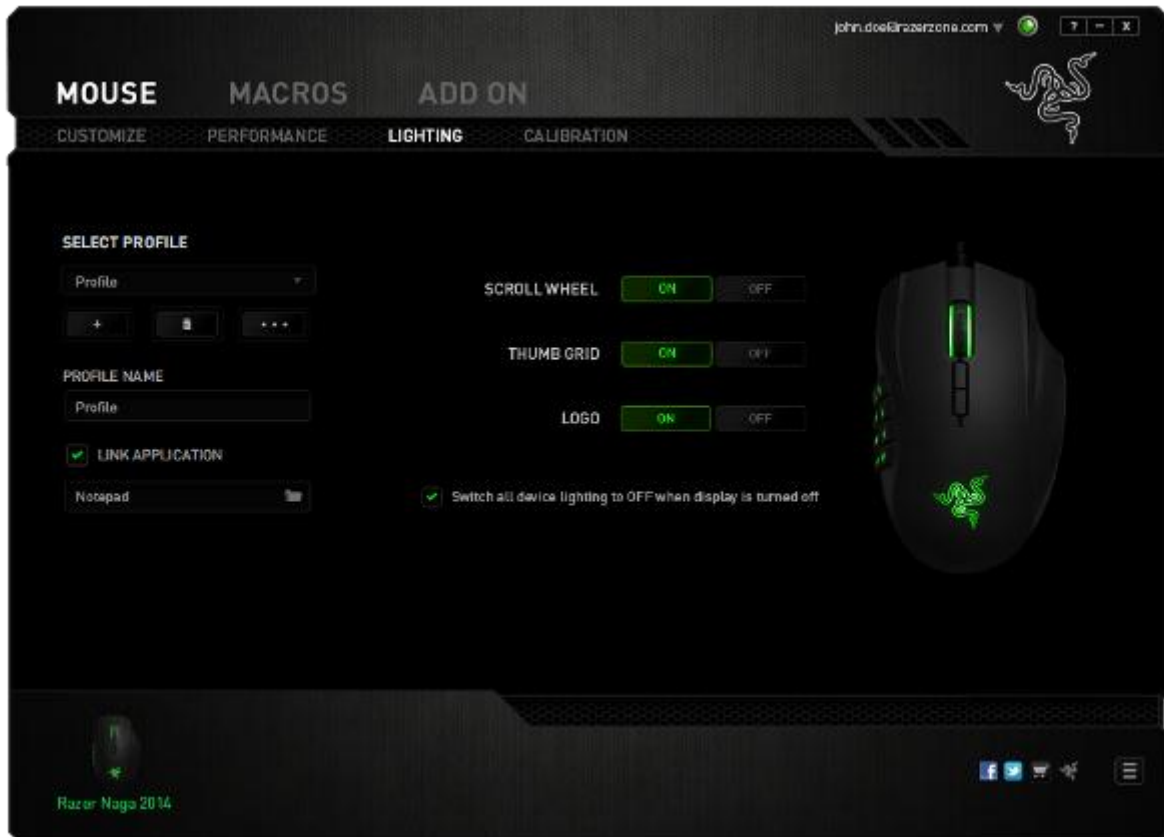 john.doe@razerzone.com
? – X
MOUSE MACROS ADD ON
CUSTOMIZE PERFORMANCE LIGHTING CALIBRATION
SELECT PROFILE
Profile
+ •••
PROFILE NAME
Profile
LINK APPLICATION
Notepad
SCROLL WHEEL ON OFF
THUMB GRID ON OFF
LOGO ON OFF
Switch all device lighting to OFF when display is turned off
Razer Naga 2014